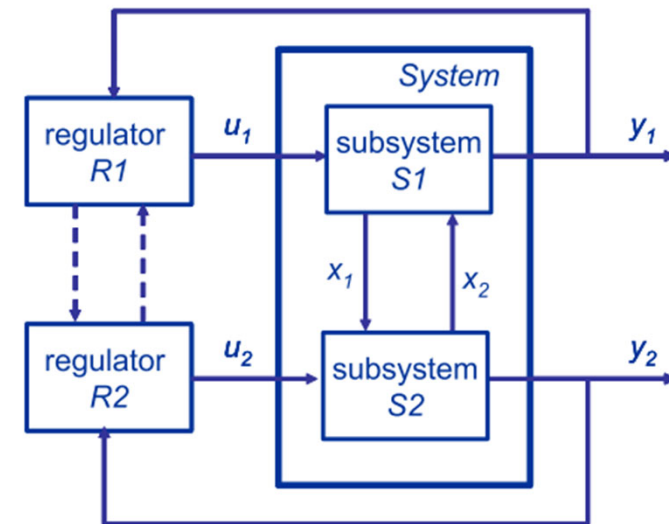 System
regulator
R1
u1
subsystem
S1
y1
x1
x2
regulator
R2
u2
subsystem
S2
y2